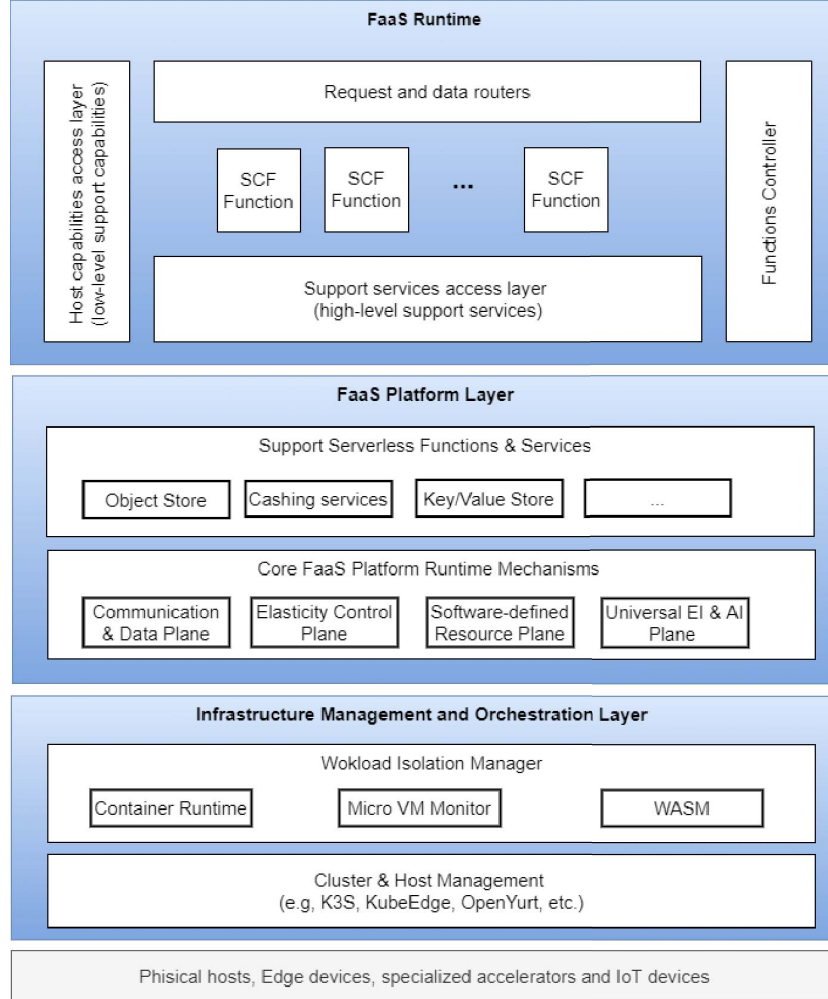 FaaS Runtime
Host capabilities access layer
(low-level support capabilities)
Request and data routers
SCF
Function
SCF
Function
...
SCF
Function
Support services access layer
(high-level support services)
Functions Controller
FaaS Platform Layer
Support Serverless Functions & Services
Object Store
Cashing services
Key/Value Store
...
Core FaaS Platform Runtime Mechanisms
Communication
& Data Plane
Elasticity Control
Plane
Software-defined
Resource Plane
Universal EI & AI
Plane
Infrastructure Management and Orchestration Layer
Wokload Isolation Manager
Container Runtime
Micro VM Monitor
WASM
Cluster & Host Management
(e.g, K3S, KubeEdge, OpenYurt, etc.)
Phisical hosts, Edge devices, specialized accelerators and IoT devices